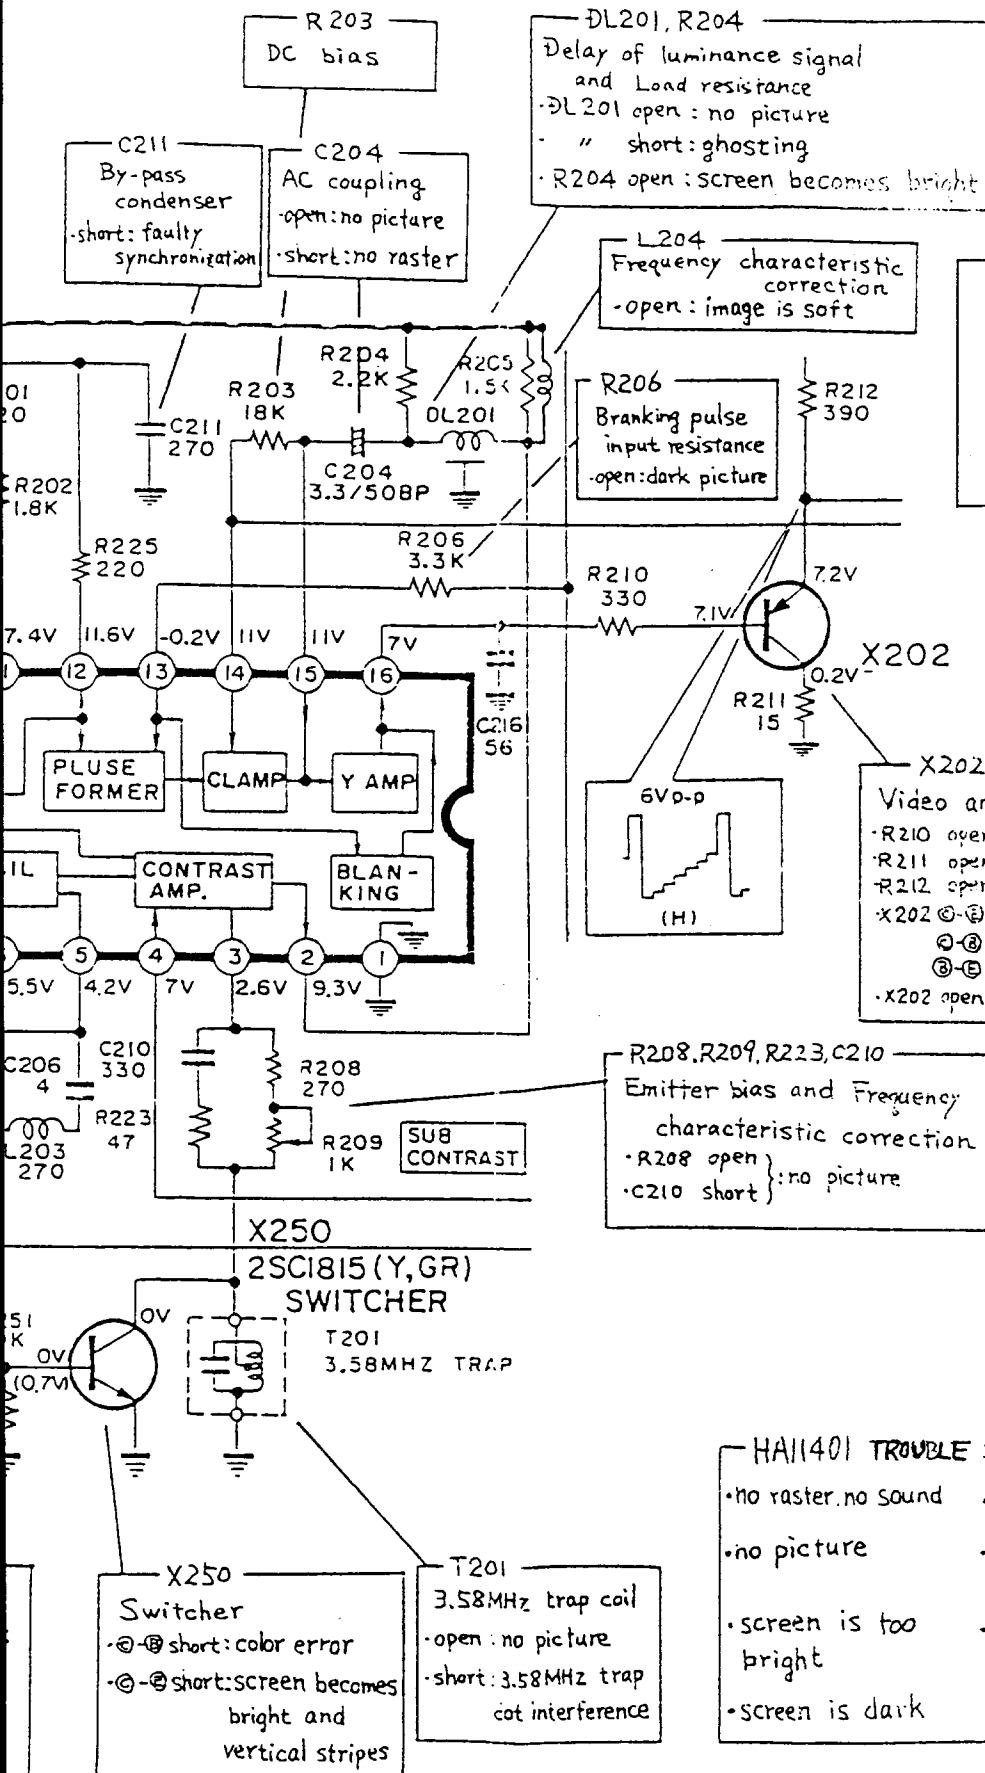 R203
DC bias
DL201, R204
Delay of luminance signal
and Load resistance
·DL201 open : no picture
· 〃 short : ghosting
· R204 open : screen becomes bright
C211
By-pass
condenser
·short: faulty
synchronization
C204
AC coupling
·open: no picture
·short: no raster
L204
Frequency characteristic
correction
·open : image is soft
R206
Branking pulse
input resistance
·open:dark picture
R204
2.2K
R205
1.5K
R203
18K
DL201
R212
390
01
20
C211
270
C204
3.3/50BP
R202
1.8K
R225
220
R206
3.3K
R210
330
7.2V
7.1V
7.4V
11.6V
-0.2V
11V
11V
7V
X202
0.2V
12
13
14
15
16
R211
15
C216
56
PLUSE
FORMER
CLAMP
Y AMP
6Vp-p
(H)
X202
Video
·R210 open
·R211 open
·R212 open
·X202 Ⓒ-Ⓔ
Ⓒ-Ⓑ
Ⓑ-Ⓔ
·X202 open
IL
CONTRAST
AMP.
BLAN-
KING
5
4
3
2
1
5.5V
4.2V
7V
2.6V
9.3V
C206
4
C210
330
R208
270
R223
47
R209
1K
SUB
CONTRAST
L203
270
R208, R209, R223, C210
Emitter bias and Frequency
characteristic correction
·R208 open
·C210 short
:no picture
X250
2SC1815(Y,GR)
SWITCHER
251
K
0V
0V
(0.7V)
T201
3.58MHZ TRAP
HA11401 TROUBLE
·no raster, no sound
·no picture
·screen is too
bright
·screen is dark
X250
Switcher
·Ⓒ-Ⓑ short: color error
·Ⓒ-Ⓔ short:screen becomes
bright and
vertical stripes
T201
3.58MHz trap coil
·open : no picture
·short: 3.58MHz trap
cot interference